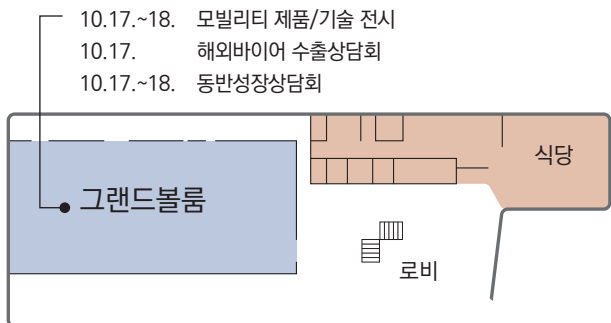 10.17.~18. 모빌리티 제품/기술 전시
10.17. 해외바이어 수출상담회
10.17.~18. 동반성장상담회
식당
그랜드볼룸
로비